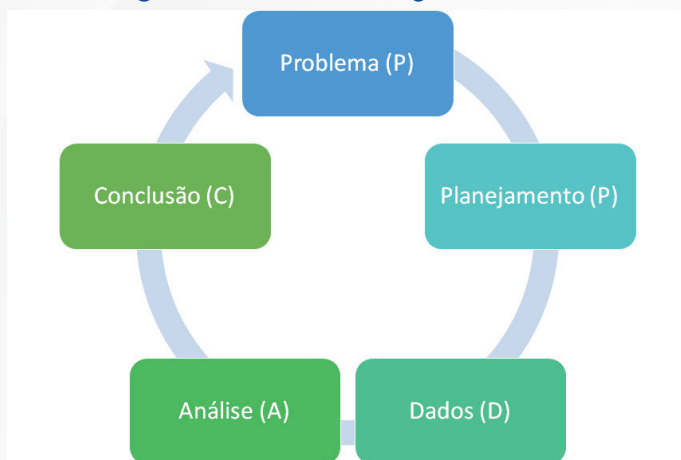 Problema (P)
Planejamento (P)
Dados (D)
Análise (A)
Conclusão (C)